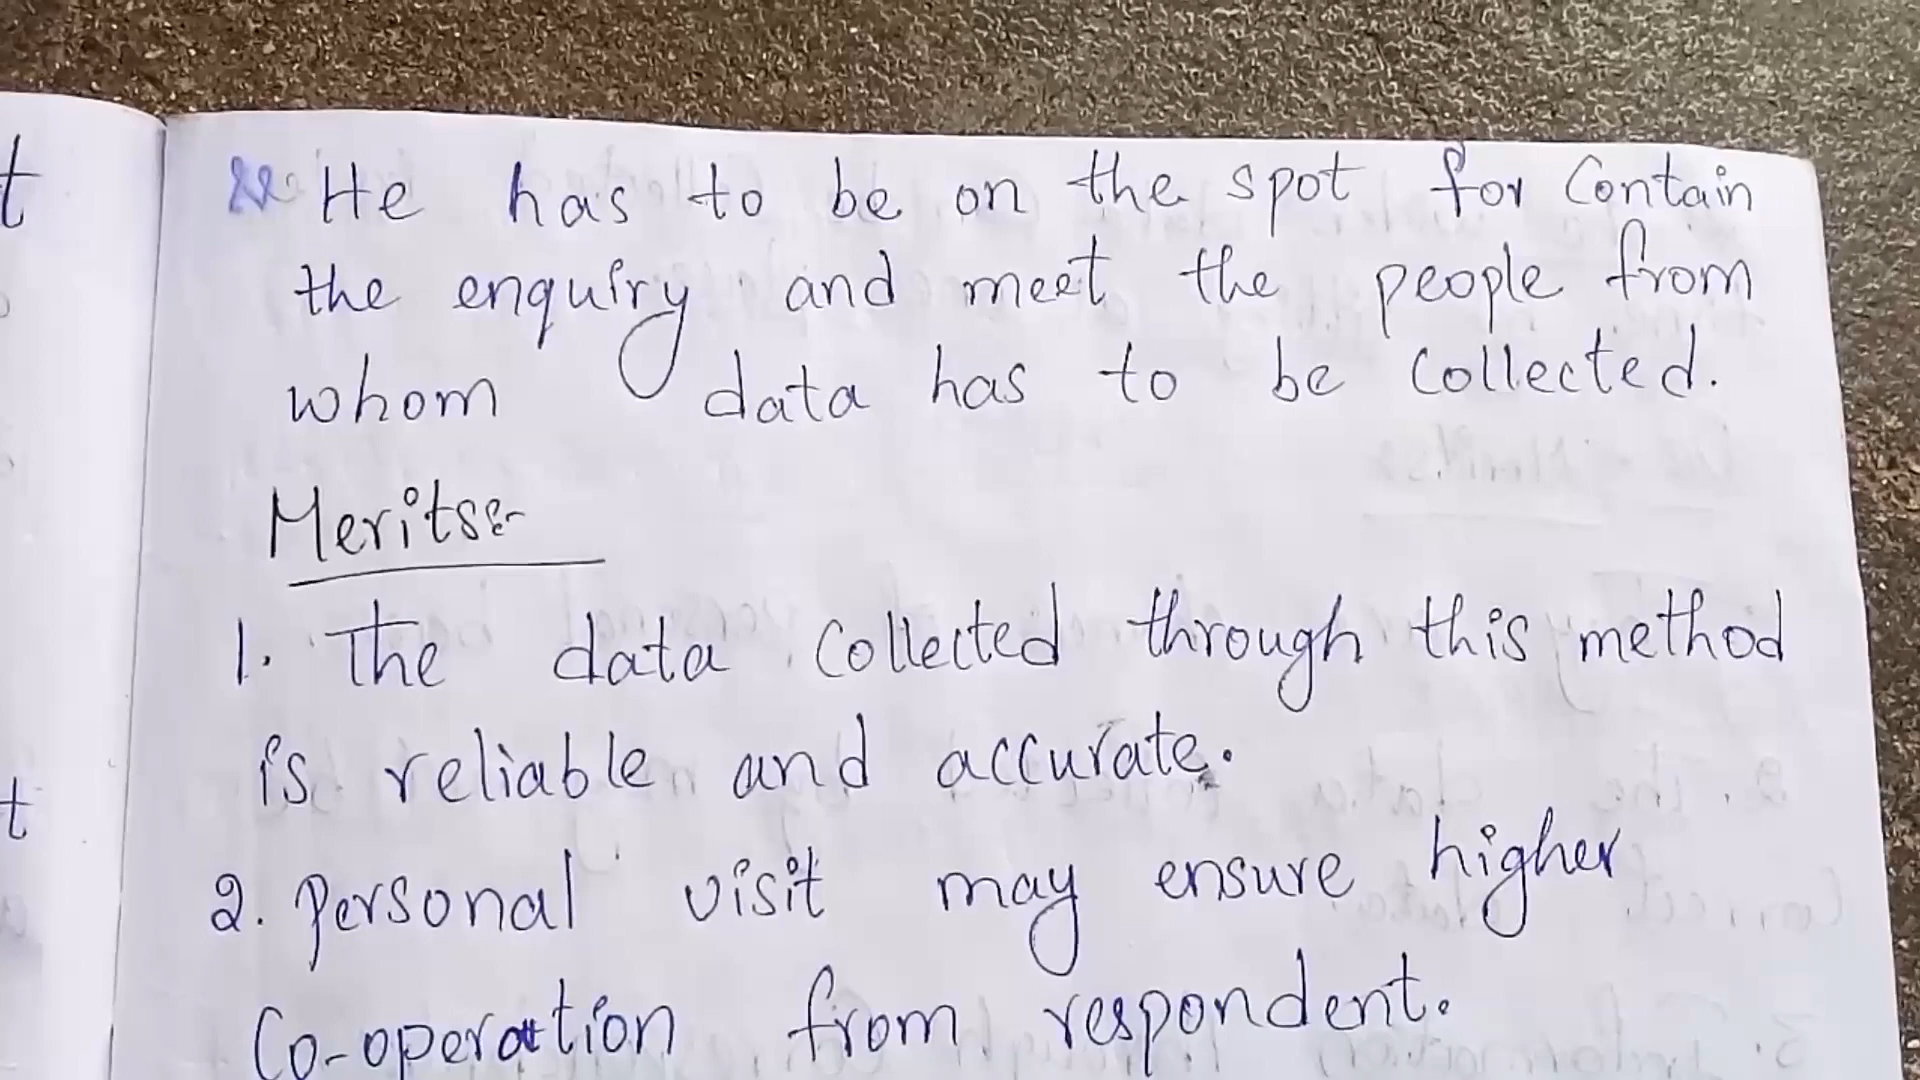 He has to be on the spot for Contain
the enquiry and meet the people from
whom data has to be collected.
Merits:-
1. The data collected through this method
is reliable and accurate.
2. Personal visit may ensure higher
Co-operation from respondent.